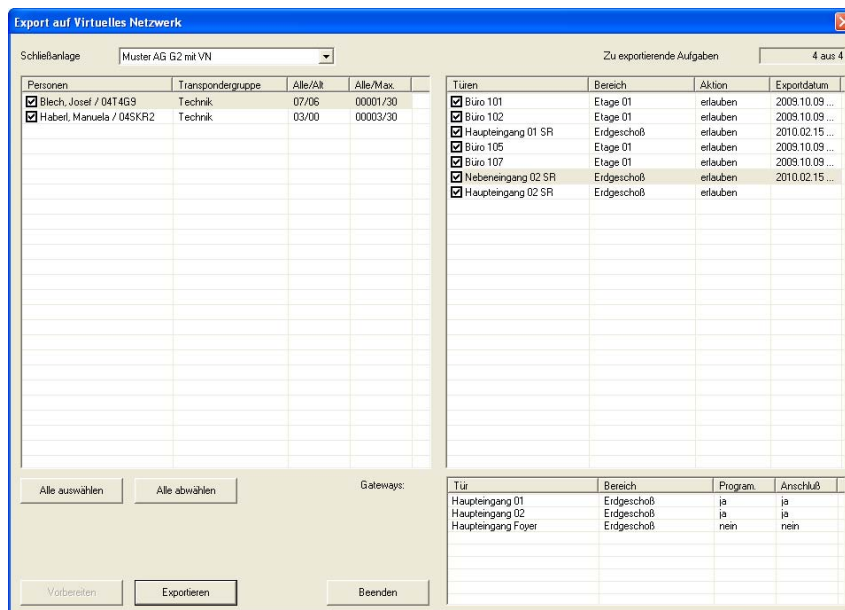 Export auf Virtuelles Netzwerk
Schließanlage Muster AG G2 mit VN Zu exportierende Aufgaben 4 aus 4
Personen Transpondergruppe Alle/Alt Alle/Max.
Blech, Josef / 04T4G9 Technik 07/06 00001/30
Haberl, Manuela / 04SKR2 Technik 03/00 00003/30
Türen Bereich Aktion Exportdatum
Büro 101 Etage 01 erlauben 2009.10.09 ...
Büro 102 Etage 01 erlauben 2009.10.09 ...
Haupteingang 01 SR Erdgeschoß erlauben 2010.02.15 ...
Büro 105 Etage 01 erlauben 2009.10.09 ...
Büro 107 Etage 01 erlauben 2009.10.09 ...
Nebeneingang 02 SR Erdgeschoß erlauben 2010.02.15 ...
Haupteingang 02 SR Erdgeschoß erlauben
Alle auswählen Alle abwählen Gateways:
Tür Bereich Program. Anschluß
Haupteingang 01 Erdgeschoß ja ja
Haupteingang 02 Erdgeschoß ja ja
Haupteingang Foyer Erdgeschoß nein nein
Vorbereiten Exportieren Beenden